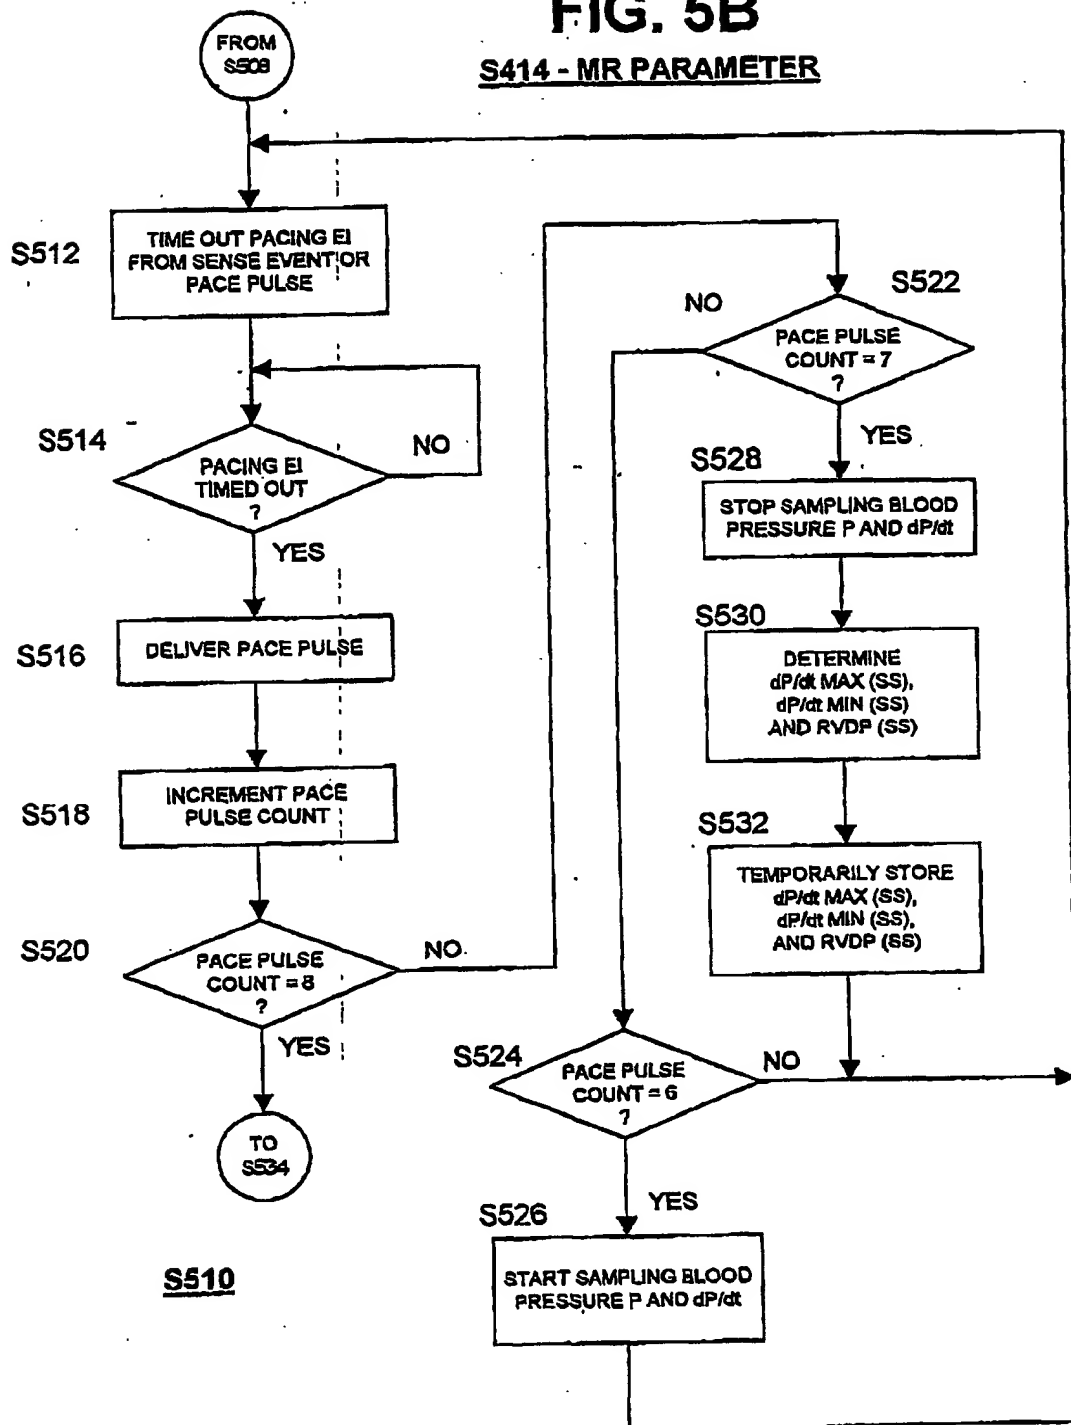 FIG. 5B
S414 - MR PARAMETER
FROM
S508
S512
TIME OUT PACING EI
FROM SENSE EVENT OR
PACE PULSE
S514
PACING EI
TIMED OUT
?
NO
YES
S516
DELIVER PACE PULSE
S518
INCREMENT PACE
PULSE COUNT
S520
PACE PULSE
COUNT = 8
?
NO
YES
TO
S534
S510
S522
NO
PACE PULSE
COUNT = 7
?
YES
S528
STOP SAMPLING BLOOD
PRESSURE P AND dP/dt
S530
DETERMINE
dP/dt MAX (SS),
dP/dt MIN (SS)
AND RVDP (SS)
S532
TEMPORARILY STORE
dP/dt MAX (SS),
dP/dt MIN (SS),
AND RVDP (SS)
S524
PACE PULSE
COUNT = 6
?
NO
YES
S526
START SAMPLING BLOOD
PRESSURE P AND dP/dt